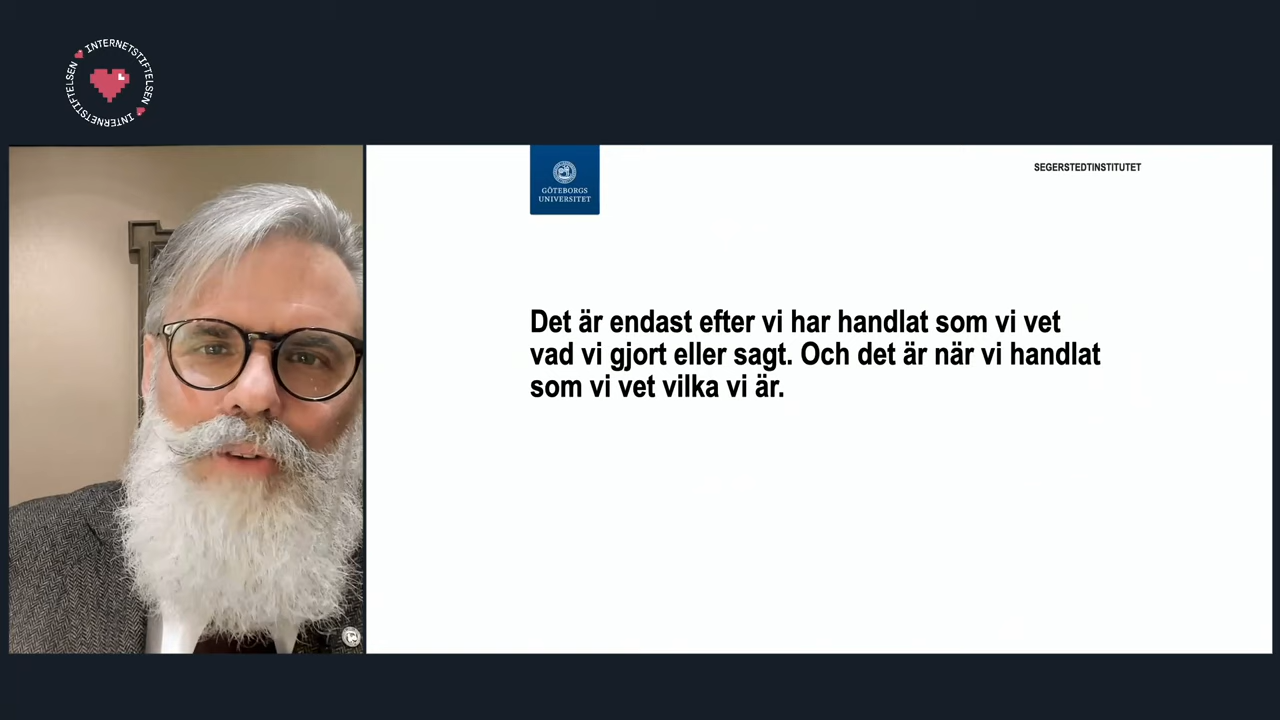 INTERNETSTIFTELSEN
INTERNETSTIFTELSEN
GÖTEBORGS
UNIVERSITET
SEGERSTEDTINSTITUTET
Det är endast efter vi har handlat som vi vet
vad vi gjort eller sagt. Och det är när vi handlat
som vi vet vilka vi är.